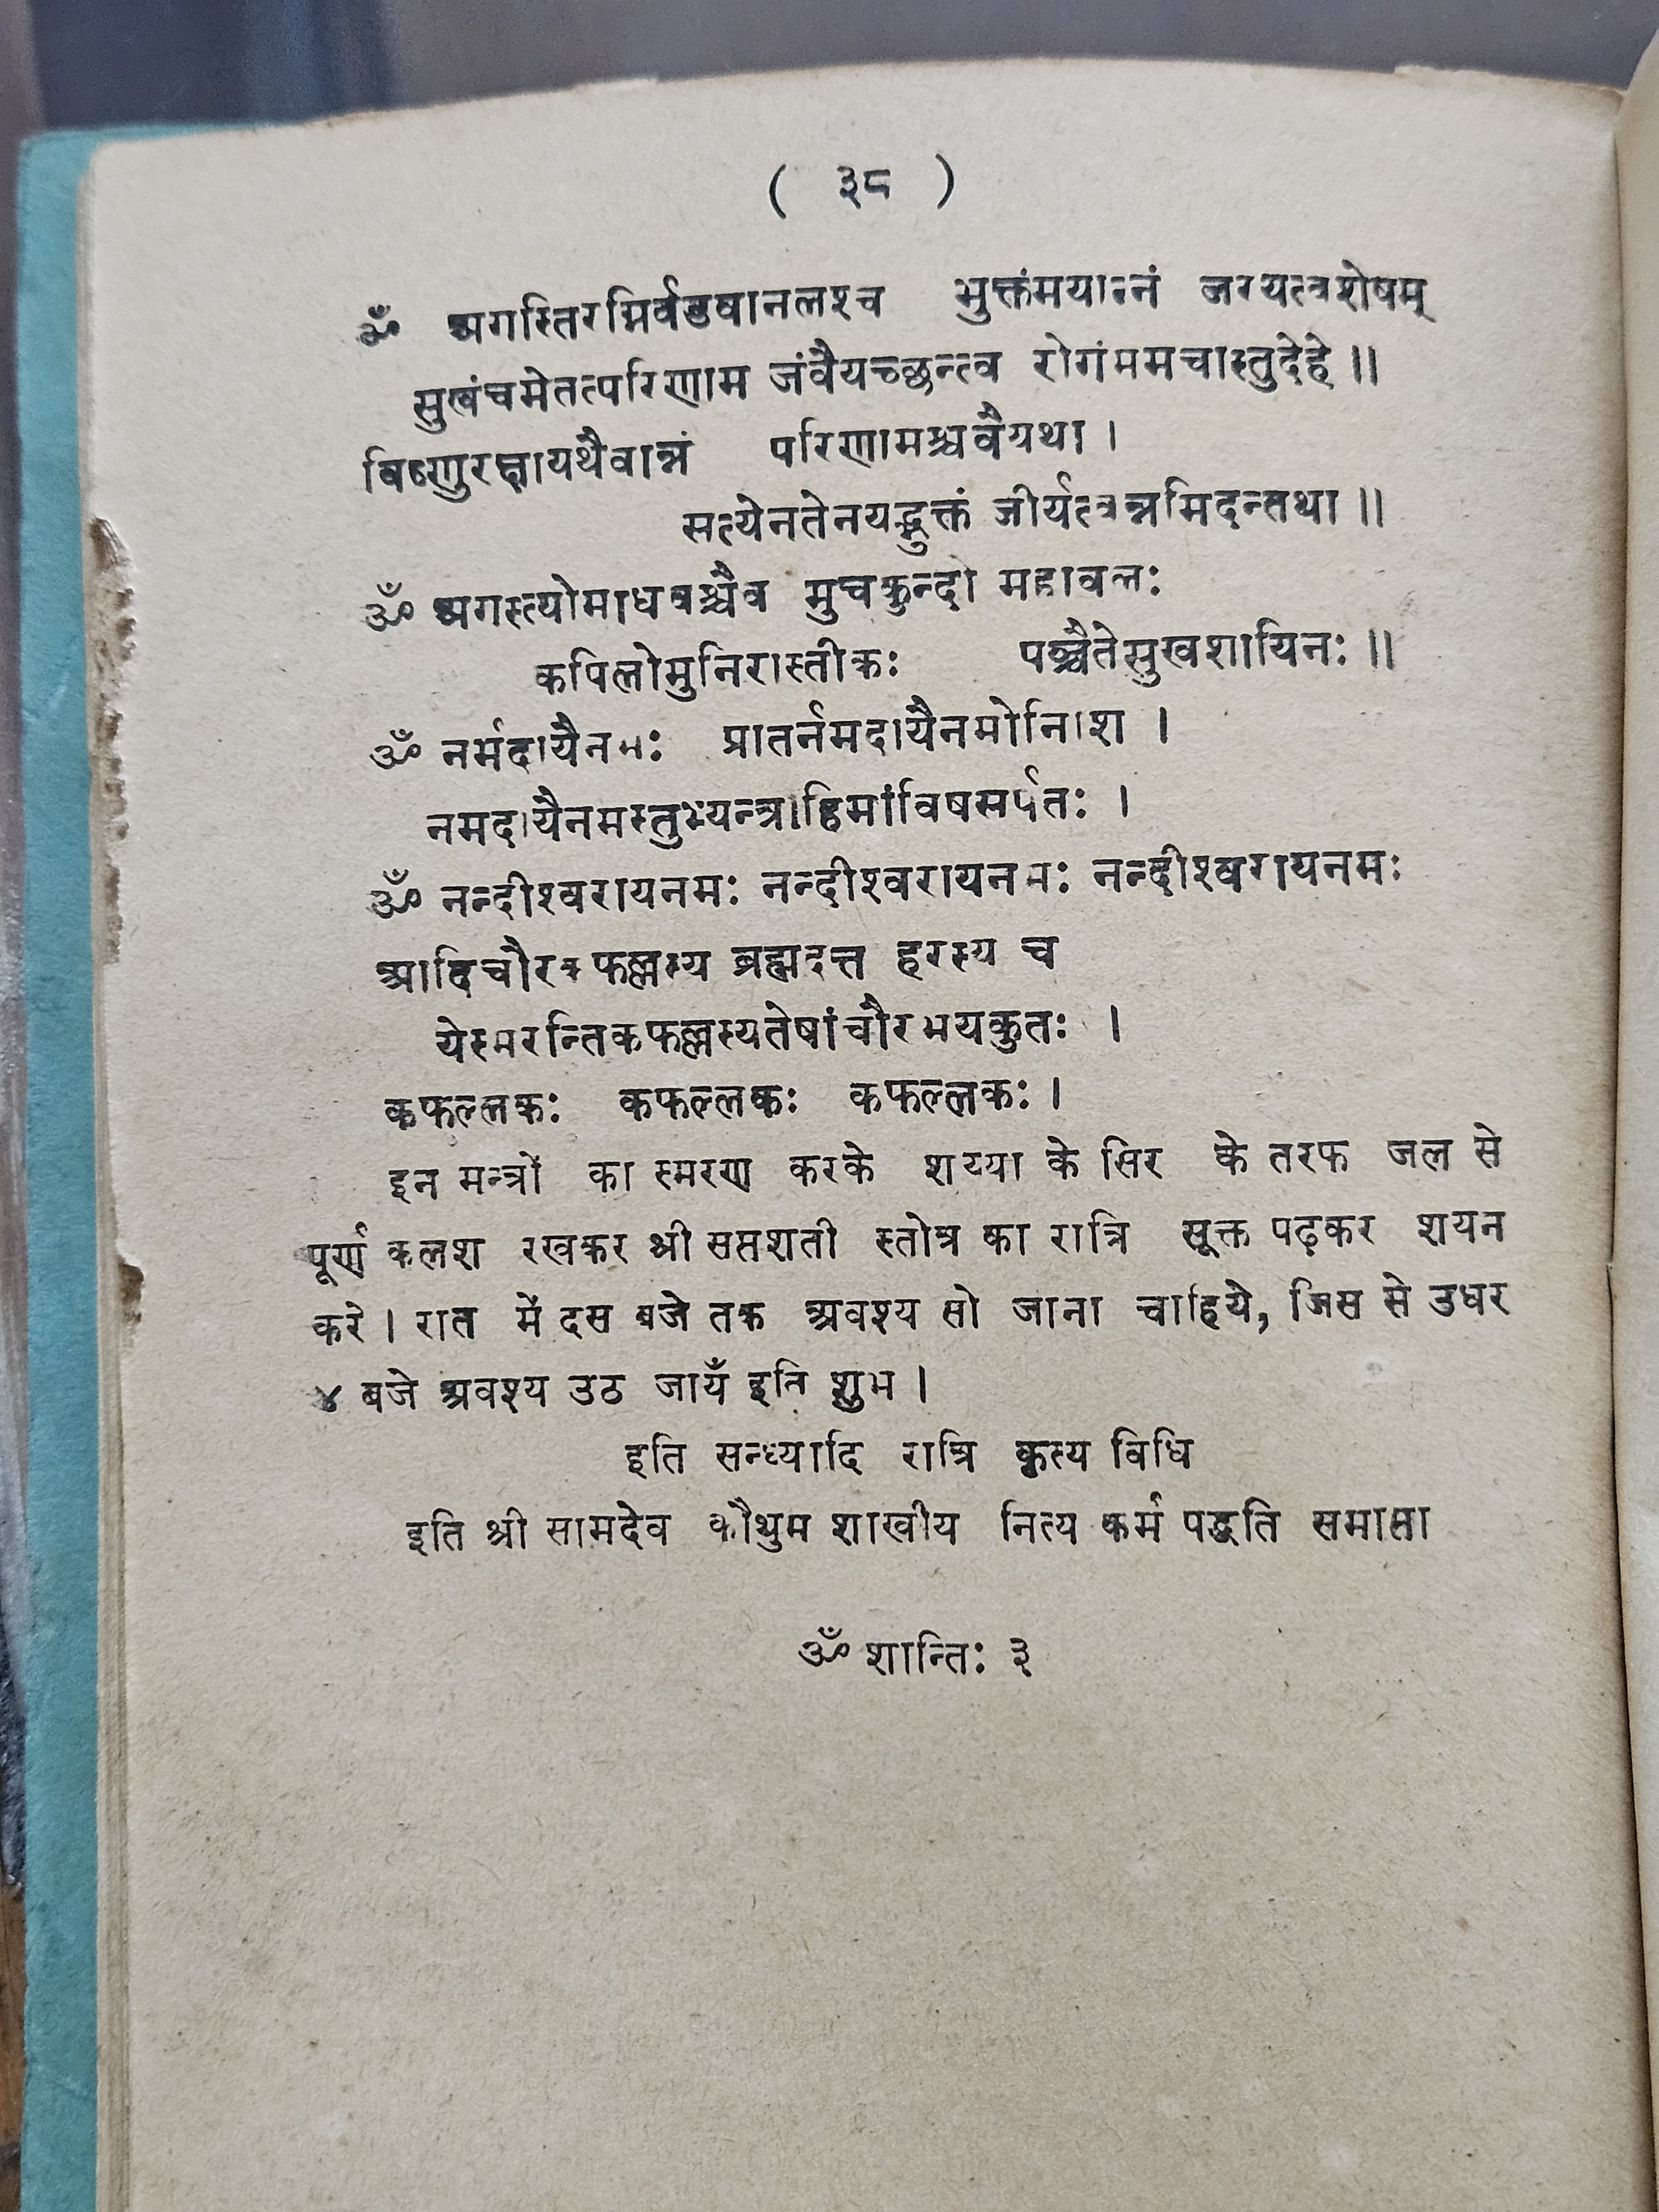 ( ३८ )
ॐ अगस्तिरग्निर्वडवानलश्च भुक्तंमयान्नं जरयत्वशेषम्
सुखंचमेतत्परिणाम जंवैयच्छन्त्व रोगंममचास्तुदेहे ॥
विष्णुरक्षायथैवान्नं परिणामश्चवैयथा ।
सत्येनतेनयद्भुक्तं जीर्यत्वन्नमिदन्तथा ॥
ॐ अगस्त्योमाधवश्चैव मुचकुन्दो महावलः
कपिलोमुनिरास्तीकः पञ्चैतेसुखशायिनः ॥
ॐ नर्मदायैनमः प्रातर्नमदायैनमोनिशि ।
नमदायैनमस्तुभ्यन्त्राहिमांविषसर्पतः ।
ॐ नन्दीश्वरायनमः नन्दीश्वरायनमः नन्दीश्वरायनमः
आदिचौरकफल्लस्य ब्रह्मदत्त हरस्य च
येस्मरन्तिकफल्लस्यतेषांचौरभयकुतः ।
कफल्लकः कफल्लकः कफल्लकः ।
इन मन्त्रों का स्मरण करके शय्या के सिर के तरफ जल से
पूर्ण कलश रखकर श्री सप्तशती स्तोत्र का रात्रि सूक्त पढ़कर शयन
करे । रात में दस बजे तक अवश्य सो जाना चाहिये, जिस से उधर
४ बजे अवश्य उठ जायँ इति शुभ ।
इति सन्ध्यादि रात्रि कृत्य विधि
इति श्री सामदेव कौथुम शाखीय नित्य कर्म पद्धति समाप्ता
ॐ शान्तिः ३